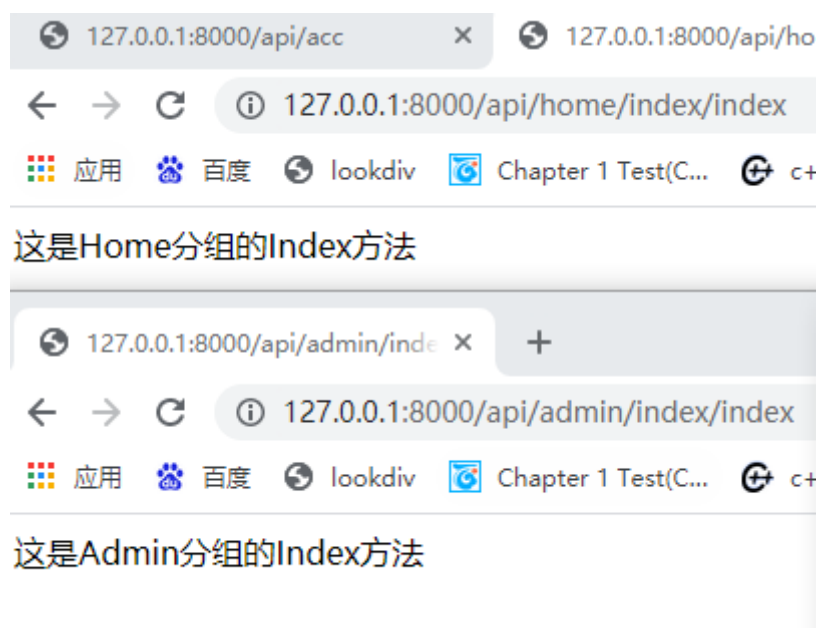 127.0.0.1:8000/api/acc 127.0.0.1:8000/api/ho
127.0.0.1:8000/api/home/index/index
应用 百度 lookdiv Chapter 1 Test(C... c+
这是Home分组的Index方法
127.0.0.1:8000/api/admin/inde
127.0.0.1:8000/api/admin/index/index
应用 百度 lookdiv Chapter 1 Test(C... c+
这是Admin分组的Index方法